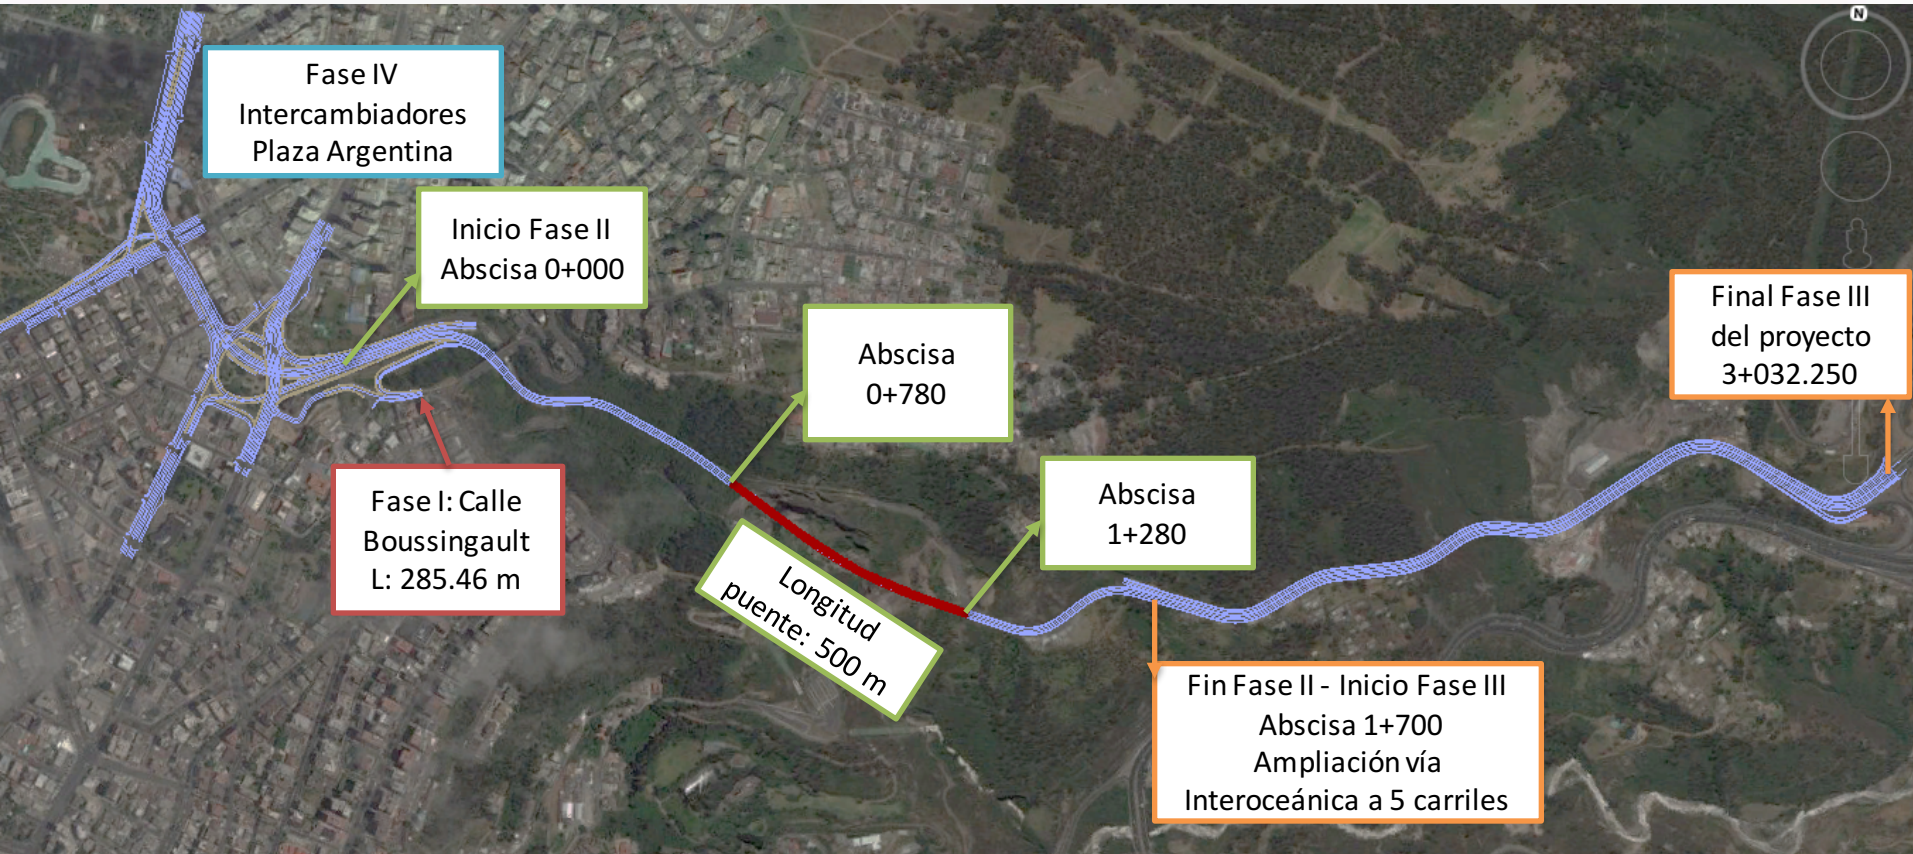 N
Fase IV
Intercambiadores
Plaza Argentina
Inicio Fase II
Abscisa 0+000
Abscisa
0+780
Final Fase III
del proyecto
3+032.250
Fase I: Calle
Boussingault
L: 285.46 m
Abscisa
1+280
Longitud
puente: 500 m
Fin Fase II - Inicio Fase III
Abscisa 1+700
Ampliación vía
Interoceánica a 5 carriles